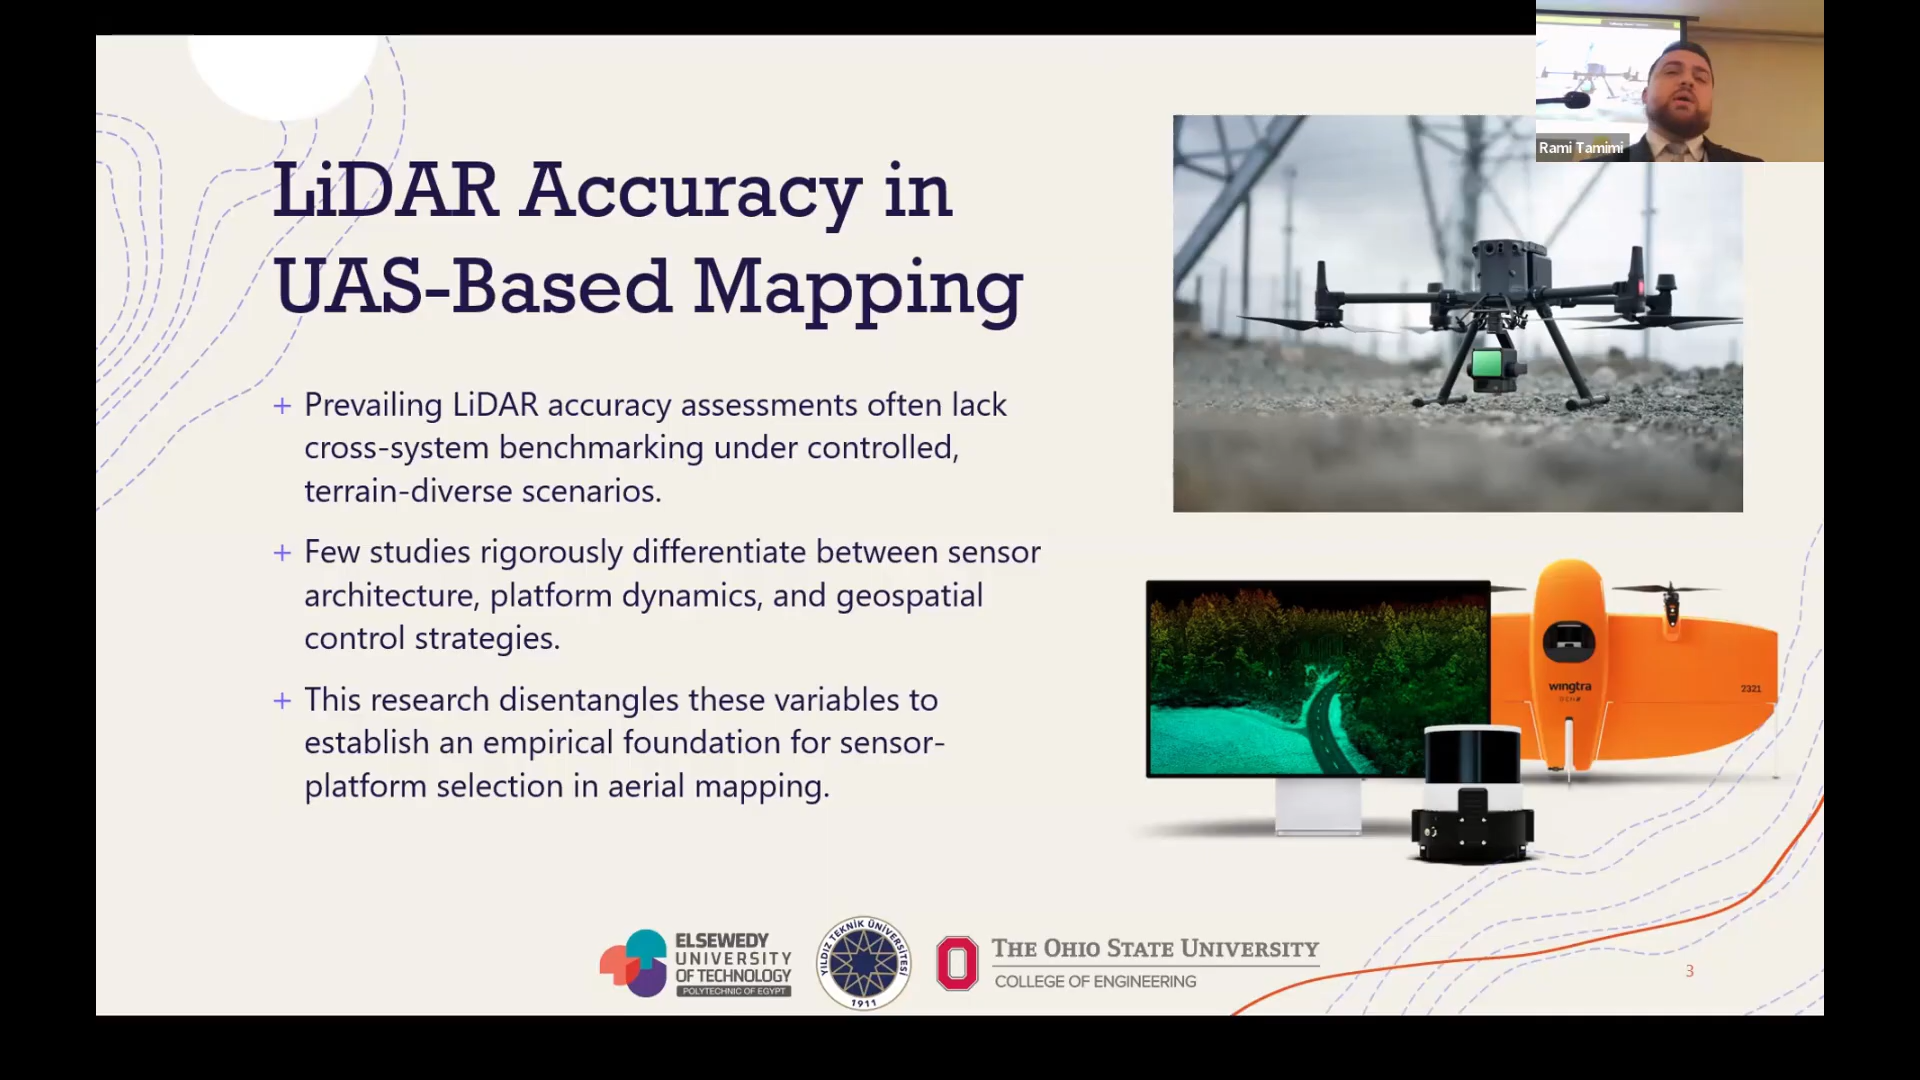 Rami Tamimi
LiDAR Accuracy in
UAS-Based Mapping
+ Prevailing LiDAR accuracy assessments often lack
cross-system benchmarking under controlled,
terrain-diverse scenarios.
+ Few studies rigorously differentiate between sensor
architecture, platform dynamics, and geospatial
control strategies.
+ This research disentangles these variables to
establish an empirical foundation for sensor-
platform selection in aerial mapping.
wingtra
2321
ELSEWEDY
UNIVERSITY
OF TECHNOLOGY
POLYTECHNIC OF EGYPT
YILDIZ TEKNİK ÜNİVERSİTESİ
1911
THE OHIO STATE UNIVERSITY
COLLEGE OF ENGINEERING
3